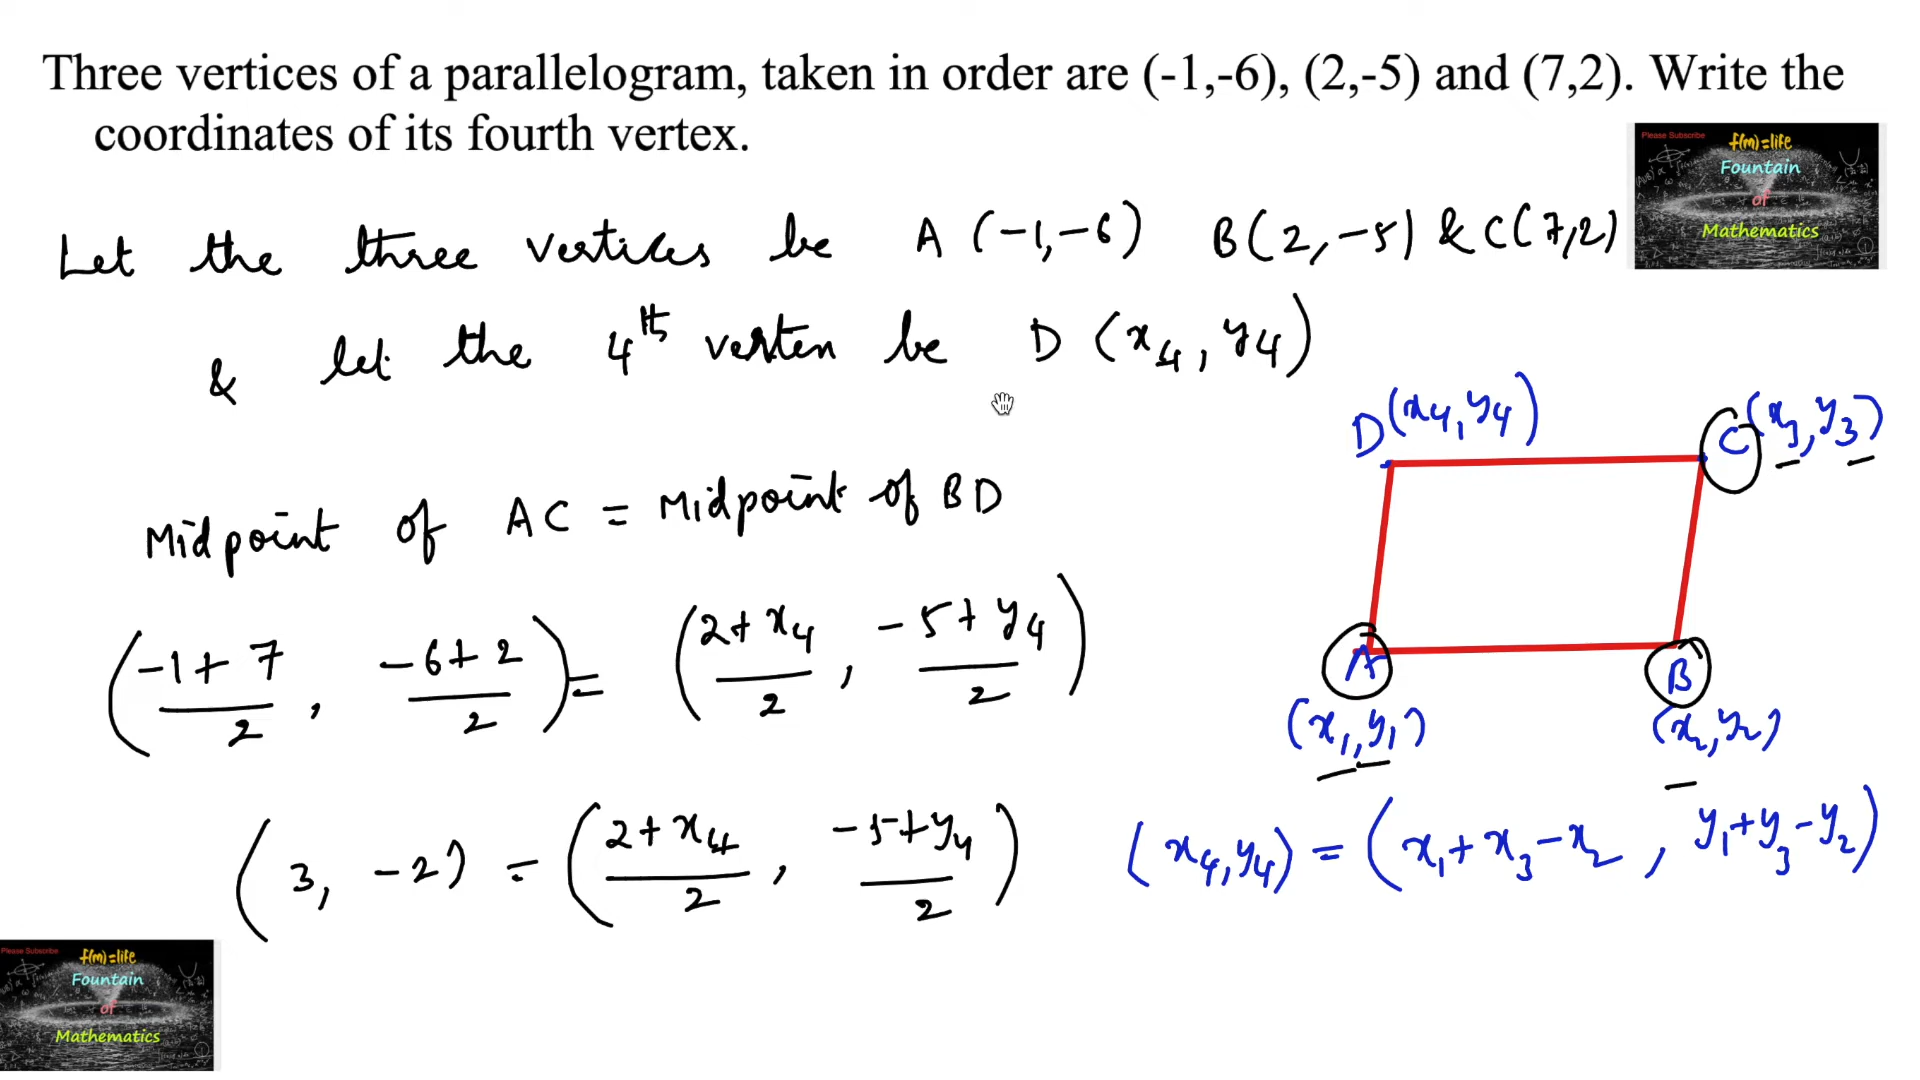 Three vertices of a parallelogram, taken in order are (-1,-6), (2,-5) and (7,2). Write the
coordinates of its fourth vertex.
Please Subscribe
f(m)=life
Fountain
of
Mathematics
Let the three vertices be A (-1,-6) B(2,-5) & C(7,2)
& let the 4th vertex be D (x4, y4)
D(x4, y4) C(x3, y3)
Midpoint of AC = Midpoint of BD
(-1+7/2, -6+2/2) = (2+x4/2, -5+y4/2)
A B
(x1, y1) (x2, y2)
(3, -2) = (2+x4/2, -5+y4/2)
(x4, y4) = (x1+x3-x2, y1+y3-y2)
Please Subscribe
f(m)=life
Fountain
of
Mathematics